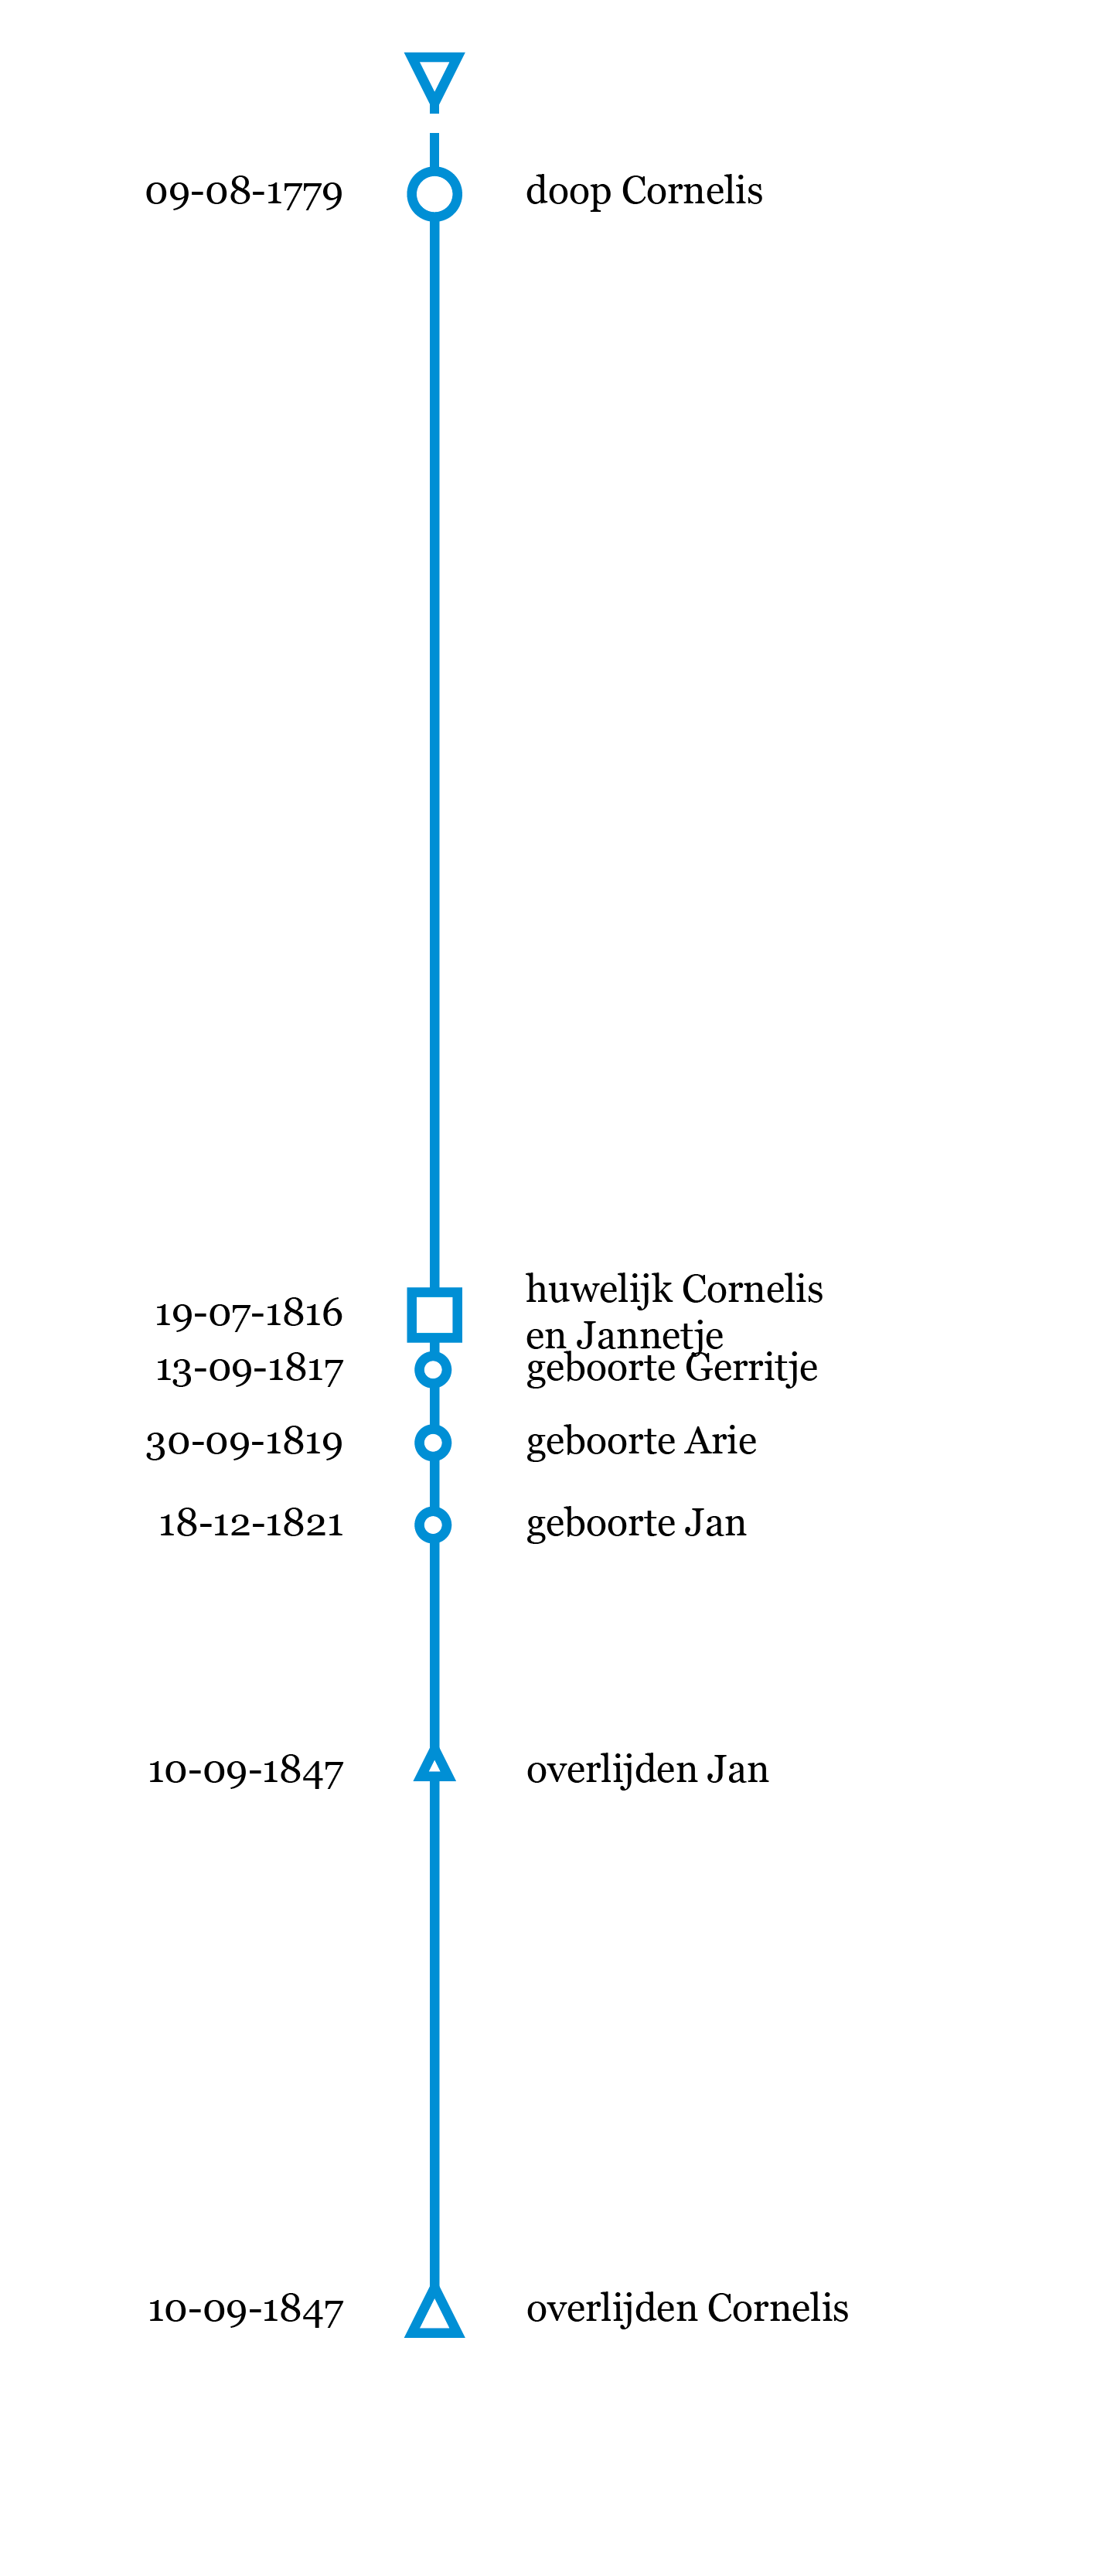 09-08-1779 doop Cornelis
huwelijk Cornelis
19-07-1816
en Jannetje
13-09-1817 geboorte Gerritje
30-09-1819 geboorte Arie
18-12-1821 geboorte Jan
10-09-1847 overlijden Jan
10-09-1847 overlijden Cornelis